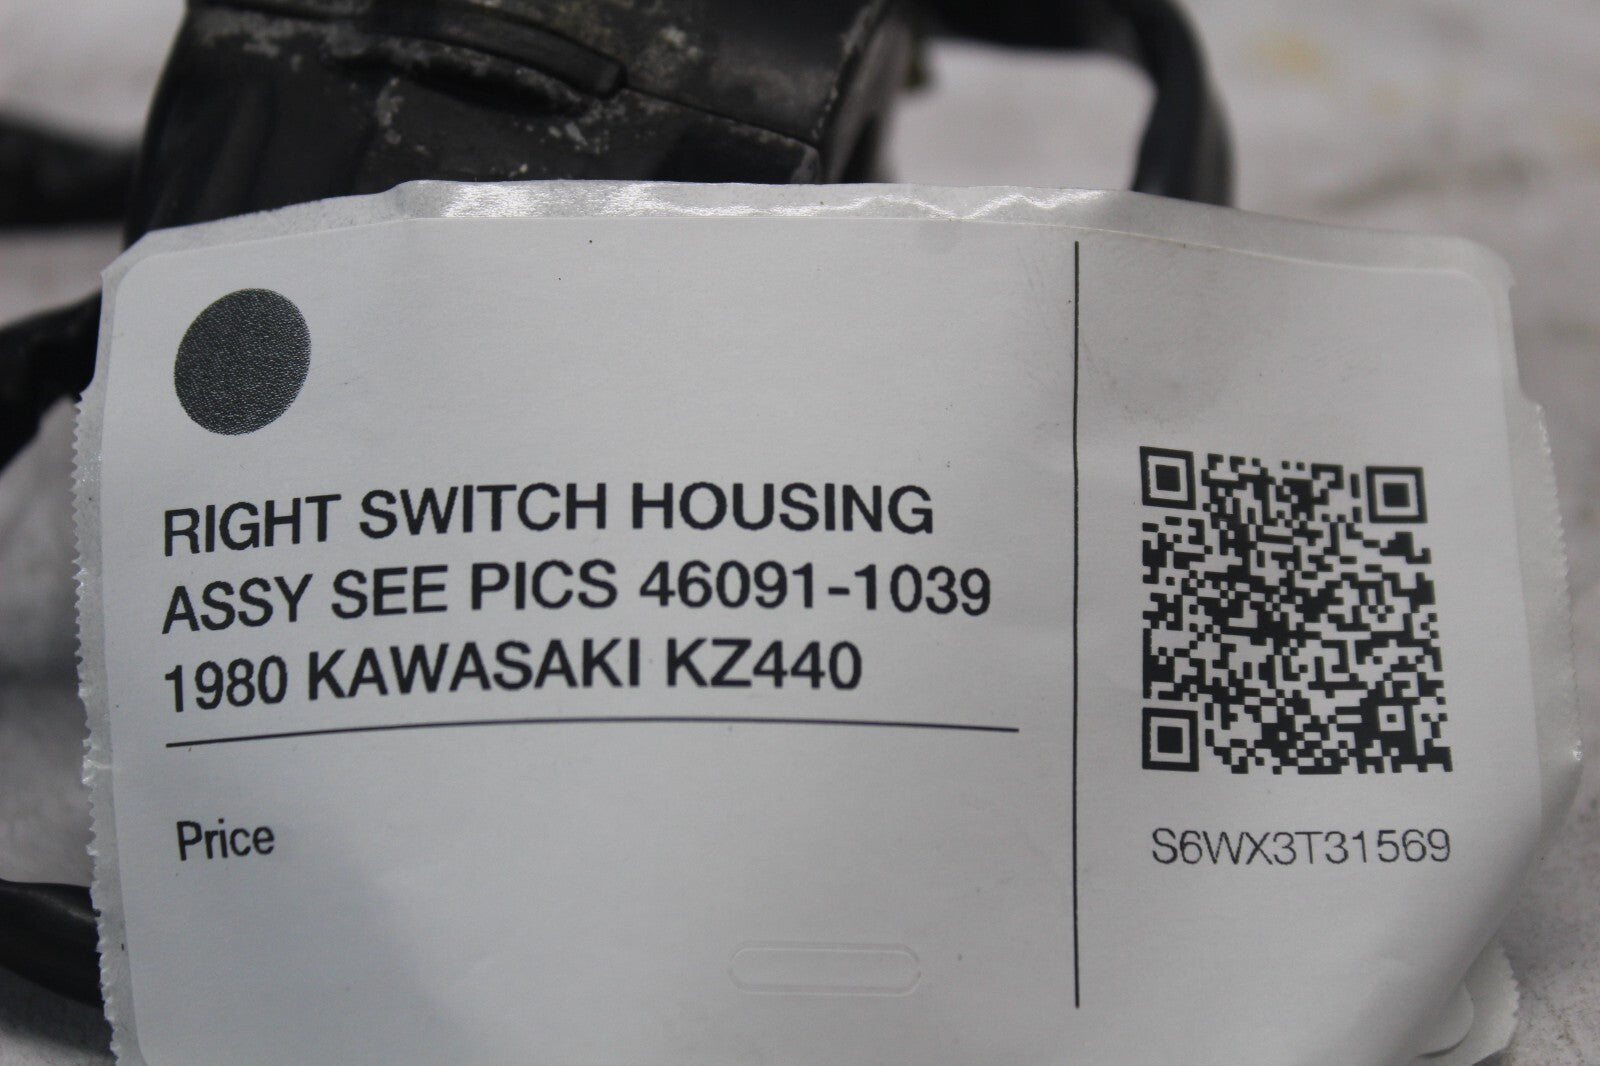 RIGHT SWITCH HOUSING
ASSY SEE PICS 46091-1039
1980 KAWASAKI KZ440
Price
S6WX3T31569